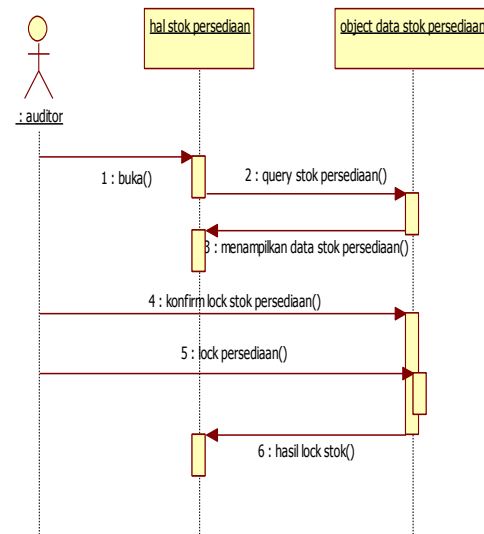 hal stok persediaan
object data stok persediaan
: auditor
1 : buka()
2 : query stok persediaan()
3 : menampilkan data stok persediaan()
4 : konfirm lock stok persediaan()
5 : lock persediaan()
6 : hasil lock stok()